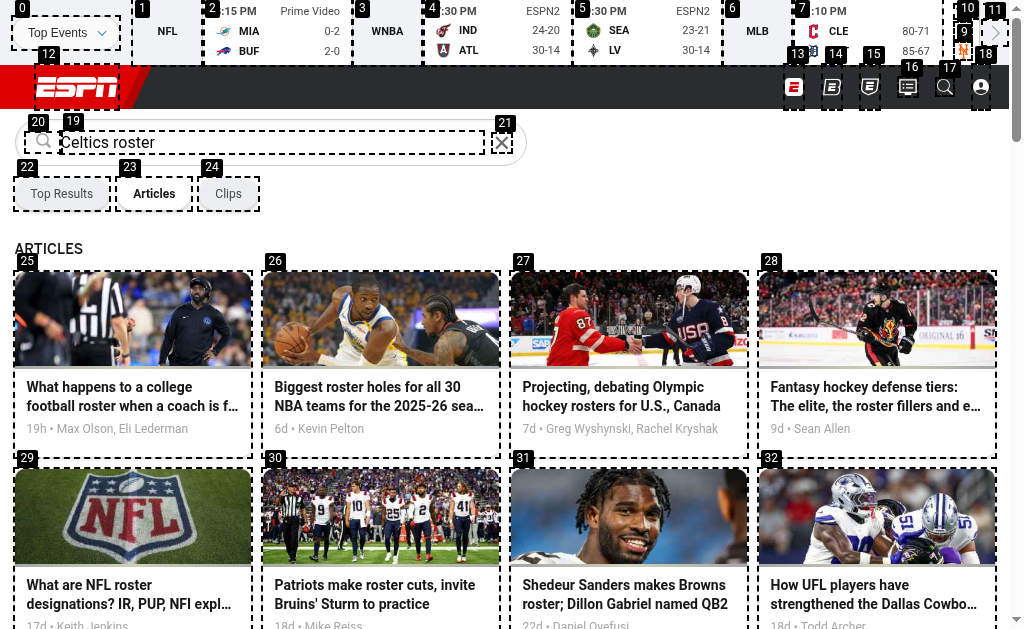 0
Top Events
1
NFL
2
:15 PM
Prime Video
MIA
0-2
BUF
2-0
3
WNBA
4
:30 PM
ESPN2
IND
24-20
ATL
30-14
5
:30 PM
ESPN2
SEA
23-21
LV
30-14
6
MLB
7
:10 PM
CLE
80-71
85-67
9
10
11
12
ESPN
13
14
15
16
17
18
20
19
Celtics roster
21
22
Top Results
23
Articles
24
Clips
ARTICLES
25
What happens to a college
football roster when a coach is f...
19h • Max Olson, Eli Lederman
26
Biggest roster holes for all 30
NBA teams for the 2025-26 sea...
6d • Kevin Pelton
27
Projecting, debating Olympic
hockey rosters for U.S., Canada
7d • Greg Wyshynski, Rachel Kryshak
28
Fantasy hockey defense tiers:
The elite, the roster fillers and e...
9d • Sean Allen
29
What are NFL roster
designations? IR, PUP, NFI expl...
17d • Keith Jenkins
30
Patriots make roster cuts, invite
Bruins' Sturm to practice
18d • Mike Reiss
31
Shedeur Sanders makes Browns
roster; Dillon Gabriel named QB2
22d • Daniel Oyefusi
32
How UFL players have
strengthened the Dallas Cowbo...
18d • Todd Archer